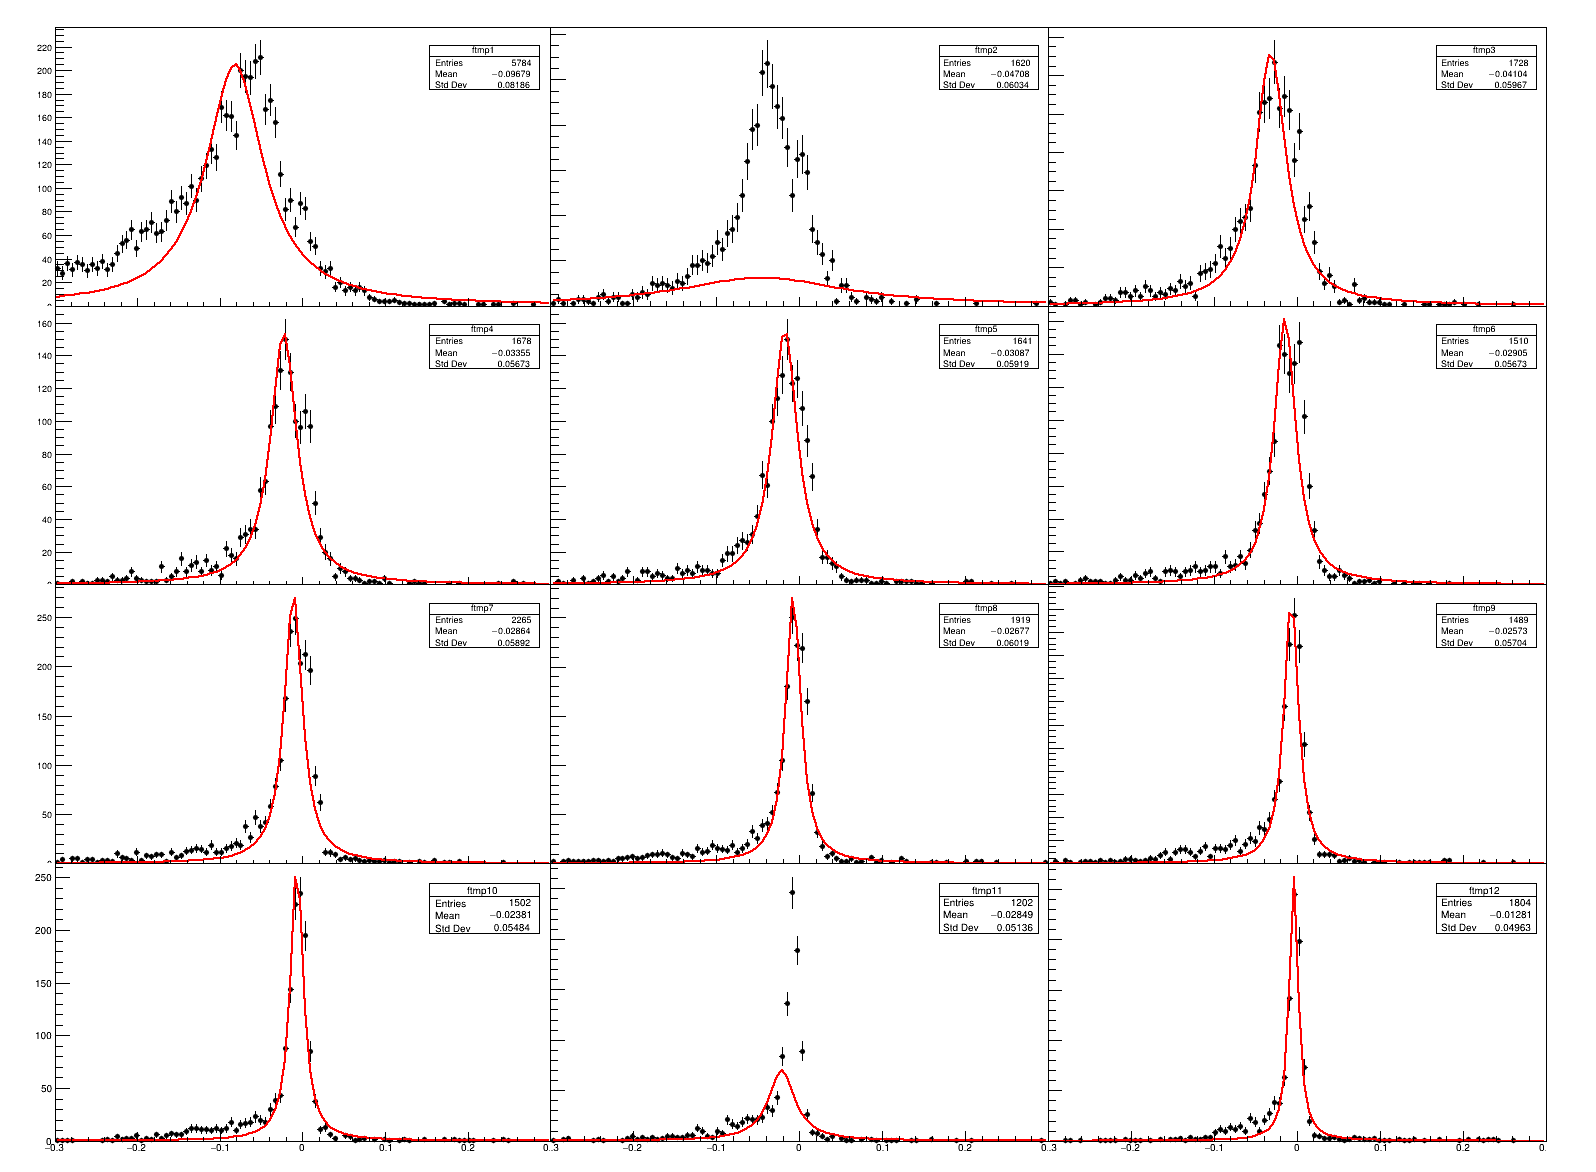 ftmp1
Entries 5784
Mean −0.09679
Std Dev 0.08186
ftmp2
Entries 1620
Mean −0.04708
Std Dev 0.06034
ftmp3
Entries 1728
Mean −0.04104
Std Dev 0.05967
220
200
180
160
140
120
100
80
60
40
20
ftmp4
Entries 1678
Mean −0.03355
Std Dev 0.05673
ftmp5
Entries 1641
Mean −0.03087
Std Dev 0.05919
ftmp6
Entries 1510
Mean −0.02905
Std Dev 0.05673
160
140
120
100
80
60
40
20
ftmp7
Entries 2265
Mean −0.02864
Std Dev 0.05892
ftmp8
Entries 1919
Mean −0.02677
Std Dev 0.06019
ftmp9
Entries 1489
Mean −0.02573
Std Dev 0.05704
250
200
150
100
50
ftmp10
Entries 1502
Mean −0.02381
Std Dev 0.05484
ftmp11
Entries 1202
Mean −0.02849
Std Dev 0.05136
ftmp12
Entries 1804
Mean −0.01281
Std Dev 0.04963
250
200
150
100
50
0
−0.3 −0.2 −0.1 0 0.1 0.2 −0.2 −0.1 0 0.1 0.2 −0.2 −0.1 0 0.1 0.2